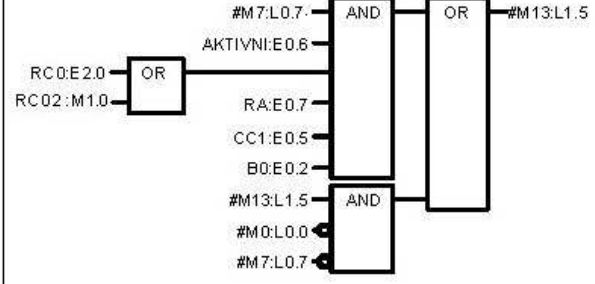 #M7:L0.7 AND OR #M13:L1.5
AKTIVNI:E0.6
RC0:E2.0 OR
RC02:M1.0
RA:E0.7
CC1:E0.5
B0:E0.2
#M13:L1.5 AND
#M0:L0.0
#M7:L0.7